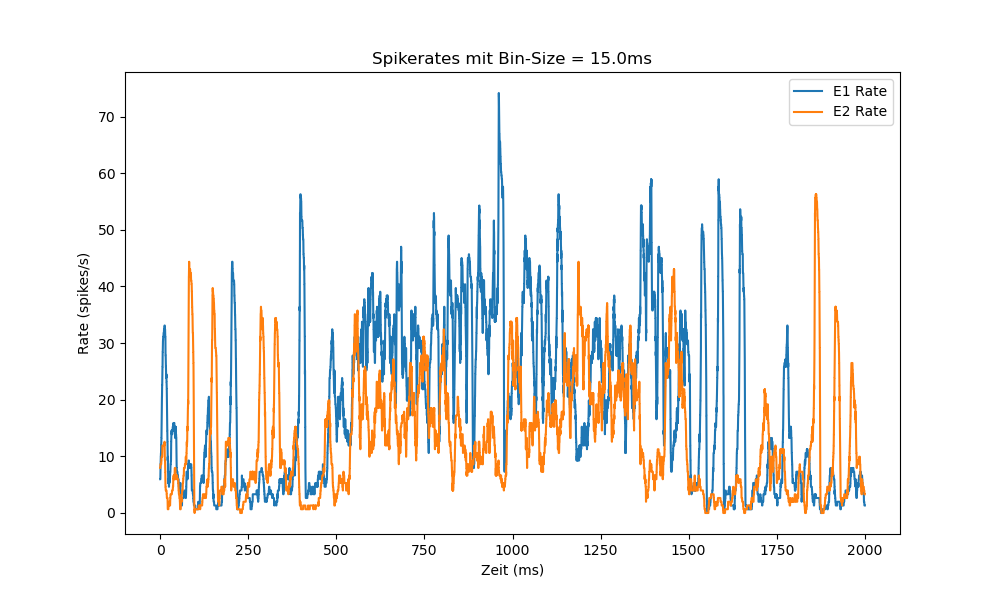 Spikerates mit Bin-Size = 15.0ms
E1 Rate
E2 Rate
Rate (spikes/s)
70
60
50
40
30
20
10
0
0 250 500 750 1000 1250 1500 1750 2000
Zeit (ms)